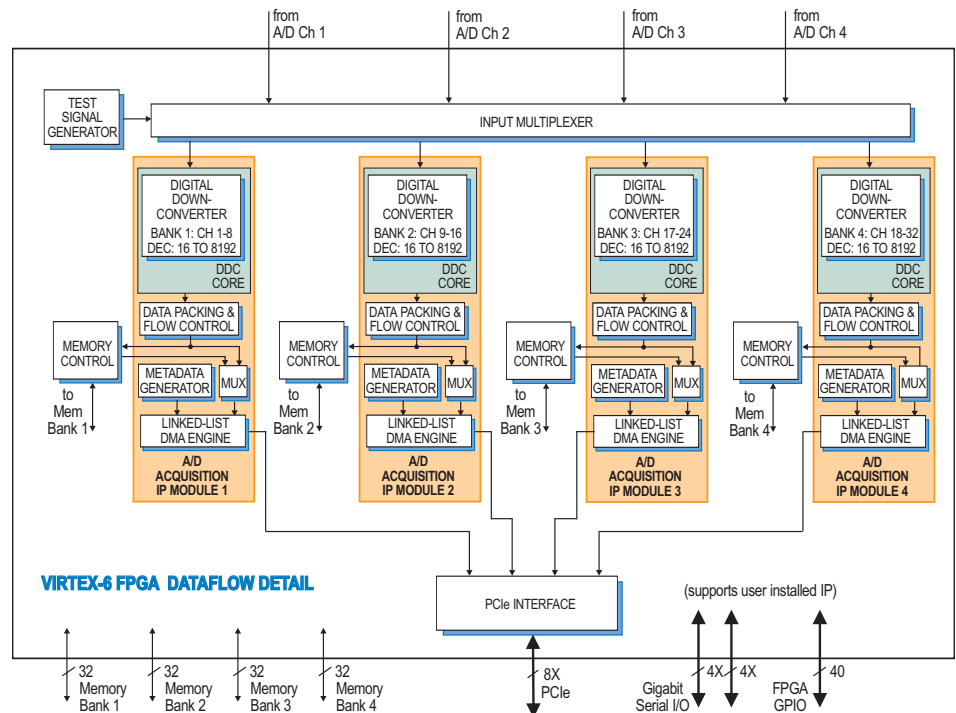 from
A/D Ch 1
from
A/D Ch 2
from
A/D Ch 3
from
A/D Ch 4
TEST
SIGNAL
GENERATOR
INPUT MULTIPLEXER
DIGITAL
DOWN-
CONVERTER
BANK 1: CH 1-8
DEC: 16 TO 8192
DDC
CORE
DATA PACKING &
FLOW CONTROL
MEMORY
CONTROL
METADATA
GENERATOR
MUX
to
Mem
Bank 1
LINKED-LIST
DMA ENGINE
A/D
ACQUISITION
IP MODULE 1
DIGITAL
DOWN-
CONVERTER
BANK 2: CH 9-16
DEC: 16 TO 8192
DDC
CORE
DATA PACKING &
FLOW CONTROL
MEMORY
CONTROL
METADATA
GENERATOR
MUX
to
Mem
Bank 2
LINKED-LIST
DMA ENGINE
A/D
ACQUISITION
IP MODULE 2
DIGITAL
DOWN-
CONVERTER
BANK 3: CH 17-24
DEC: 16 TO 8192
DDC
CORE
DATA PACKING &
FLOW CONTROL
MEMORY
CONTROL
METADATA
GENERATOR
MUX
to
Mem
Bank 3
LINKED-LIST
DMA ENGINE
A/D
ACQUISITION
IP MODULE 3
DIGITAL
DOWN-
CONVERTER
BANK 4: CH 18-32
DEC: 16 TO 8192
DDC
CORE
DATA PACKING &
FLOW CONTROL
MEMORY
CONTROL
METADATA
GENERATOR
MUX
to
Mem
Bank 4
LINKED-LIST
DMA ENGINE
A/D
ACQUISITION
IP MODULE 4
VIRTEX-6 FPGA DATAFLOW DETAIL
PCIe INTERFACE
(supports user installed IP)
32
Memory
Bank 1
32
Memory
Bank 2
32
Memory
Bank 3
32
Memory
Bank 4
8X
PCIe
4X
4X
Gigabit
Serial I/O
40
FPGA
GPIO